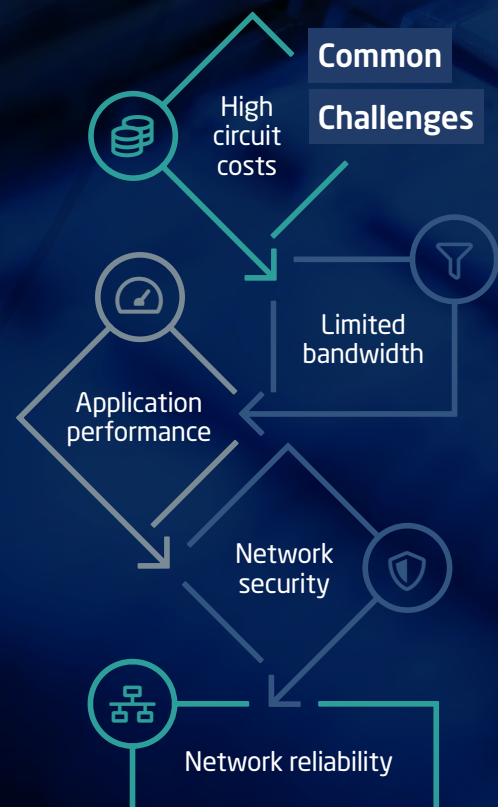 Common
Challenges
High
circuit
costs
Limited
bandwidth
Application
performance
Network
security
Network reliability